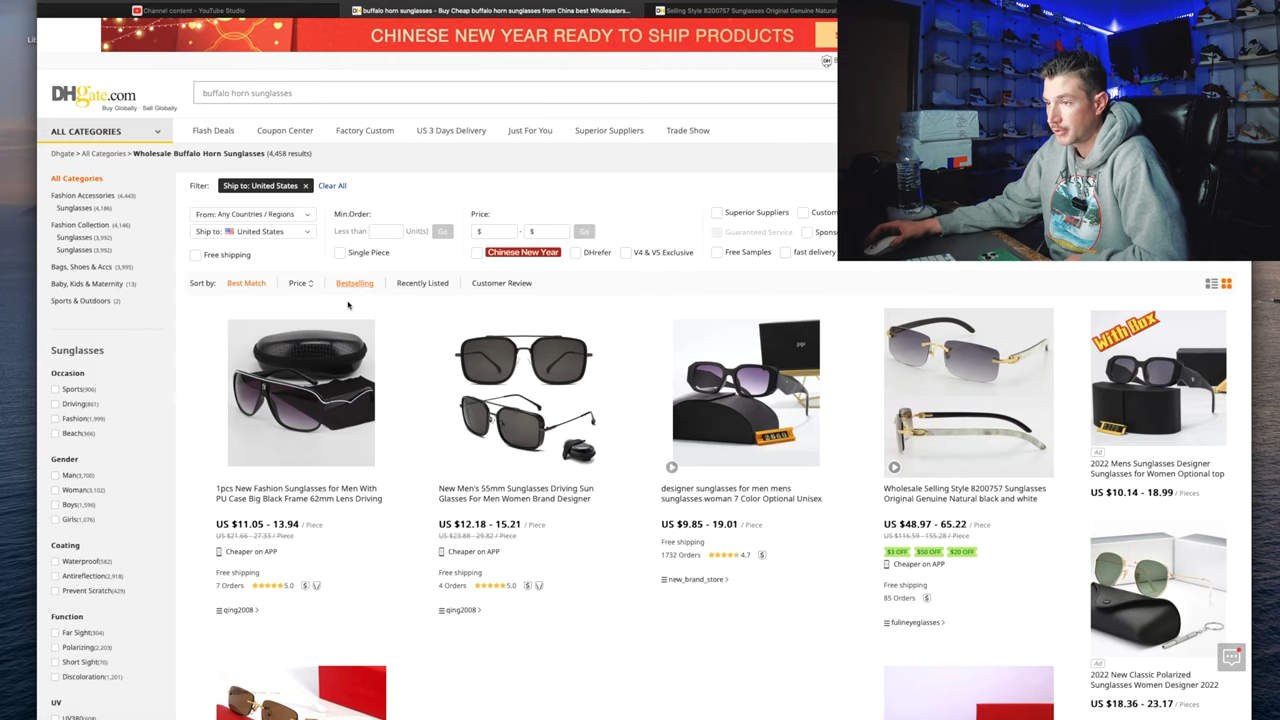 Channel content - YouTube Studio
buffalo horn sunglasses - Buy Cheap buffalo horn sunglasses from China best Wholesalers...
Selling Style 8200757 Sunglasses Original Genuine Natural
CHINESE NEW YEAR READY TO SHIP PRODUCTS
DHgate.com
Buy Globally · Sell Globally
buffalo horn sunglasses
ALL CATEGORIES
Flash Deals
Coupon Center
Factory Custom
US 3 Days Delivery
Just For You
Superior Suppliers
Trade Show
Dhgate > All Categories > Wholesale Buffalo Horn Sunglasses (4,458 results)
All Categories
Fashion Accessories (4,443)
Sunglasses (4,186)
Fashion Collection (4,146)
Sunglasses (3,992)
Sunglasses (3,992)
Bags, Shoes & Accs (3,995)
Baby, Kids & Maternity (13)
Sports & Outdoors (2)
Sunglasses
Occasion
Sports(906)
Driving(861)
Fashion(1,999)
Beach(366)
Gender
Man(3,700)
Woman(3,102)
Boys(1,596)
Girls(1,076)
Coating
Waterproof(582)
Antireflection(2,918)
Prevent Scratch(429)
Function
Far Sight(304)
Polarizing(2,203)
Short Sight(70)
Discoloration(1,201)
UV
Filter:
Ship to: United States ×
Clear All
From: Any Countries / Regions
Ship to: United States
Free shipping
Min.Order:
Less than
Unit(s)
Go
Single Piece
Price:
$ - $ Go
Chinese New Year
DHrefer
V4 & V5 Exclusive
Superior Suppliers
Custom
Guaranteed Service
Spons
Free Samples
fast delivery
Sort by:
Best Match
Price
Bestselling
Recently Listed
Customer Review
1pcs New Fashion Sunglasses for Men With
PU Case Big Black Frame 62mm Lens Driving
US $11.05 - 13.94 / Piece
US $21.66 - 27.33 / Piece
Cheaper on APP
Free shipping
7 Orders 5.0
qing2008 >
New Men's 55mm Sunglasses Driving Sun
Glasses For Men Women Brand Designer
US $12.18 - 15.21 / Piece
US $23.88 - 29.82 / Piece
Cheaper on APP
Free shipping
4 Orders 5.0
qing2008 >
2660
designer sunglasses for men mens
sunglasses woman 7 Color Optional Unisex
US $9.85 - 19.01 / Piece
Free shipping
1732 Orders 4.7
new_brand_store >
Wholesale Selling Style 8200757 Sunglasses
Original Genuine Natural black and white
US $48.97 - 65.22 / Piece
US $116.59 - 155.28 / Piece
$3 OFF $50 OFF $20 OFF
Cheaper on APP
Free shipping
85 Orders
fulineyeglasses >
With Box
Ad
2022 Mens Sunglasses Designer
Sunglasses for Women Optional top
US $10.14 - 18.99 / Pieces
Ad
2022 New Classic Polarized
Sunglasses Women Designer 2022
US $18.36 - 23.17 / Pieces